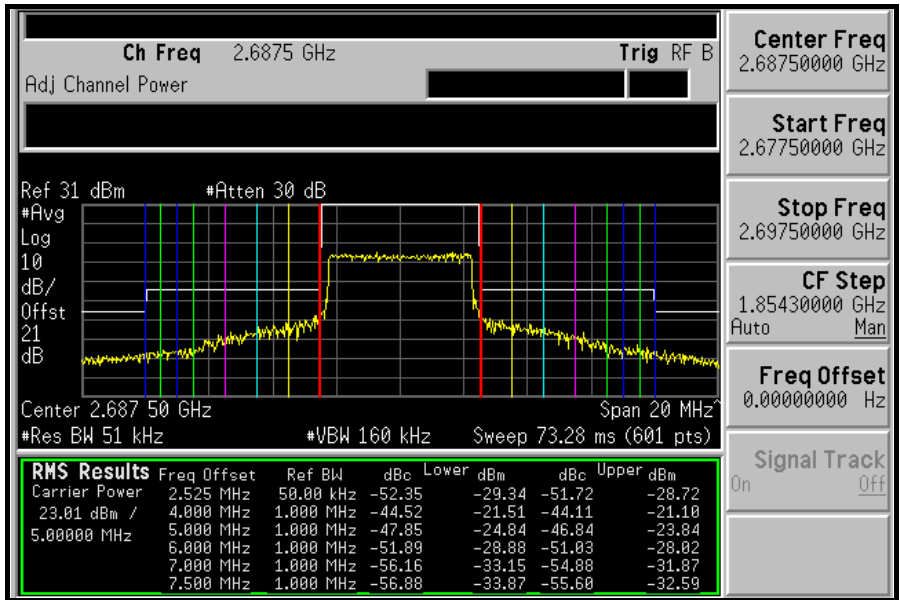 Ch Freq 2.6875 GHz Trig RF B
Adj Channel Power
Ref 31 dBm #Atten 30 dB
#Avg
Log
10
dB/
Offst
21
dB
Center 2.687 50 GHz Span 20 MHz^
#Res BW 51 kHz #VBW 160 kHz Sweep 73.28 ms (601 pts)
RMS Results Freq Offset Ref BW dBc Lower dBm dBc Upper dBm
Carrier Power 2.525 MHz 50.00 kHz -52.35 -29.34 -51.72 -28.72
23.01 dBm / 4.000 MHz 1.000 MHz -44.52 -21.51 -44.11 -21.10
5.00000 MHz 5.000 MHz 1.000 MHz -47.85 -24.84 -46.84 -23.84
6.000 MHz 1.000 MHz -51.89 -28.88 -51.03 -28.02
7.000 MHz 1.000 MHz -56.16 -33.15 -54.88 -31.87
7.500 MHz 1.000 MHz -56.88 -33.87 -55.60 -32.59
Center Freq
2.68750000 GHz
Start Freq
2.67750000 GHz
Stop Freq
2.69750000 GHz
CF Step
1.85430000 GHz
Auto Man
Freq Offset
0.00000000 Hz
Signal Track
On Off